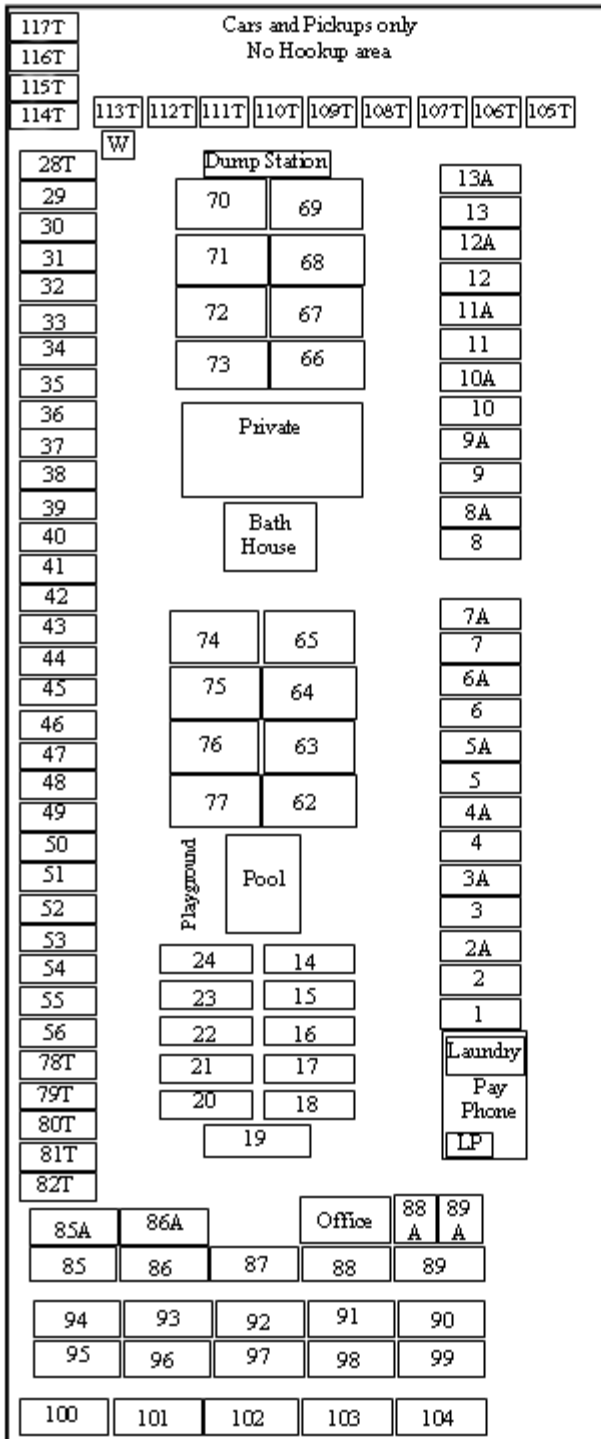 117T
Cars and Pickups only
No Hookup area
116T
115T
114T
113T 112T 111T 110T 109T 108T 107T 106T 105T
W
Dump Station
28T
29
30
31
32
33
34
35
36
37
38
39
40
41
42
43
44
45
46
47
48
49
50
51
52
53
54
55
56
78T
79T
80T
81T
82T
70 69
71 68
72 67
73 66
Private
Bath
House
74 65
75 64
76 63
77 62
Playground
Pool
24 14
23 15
22 16
21 17
20 18
19
13A
13
12A
12
11A
11
10A
10
9A
9
8A
8
7A
7
6A
6
5A
5
4A
4
3A
3
2A
2
1
Laundry
Pay
Phone
LP
85A 86A Office 88 A 89 A
85 86 87 88 89
94 93 92 91 90
95 96 97 98 99
100 101 102 103 104